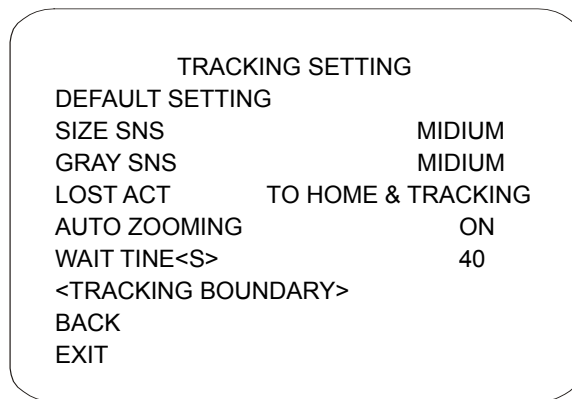 TRACKING SETTING
DEFAULT SETTING
SIZE SNS MIDIUM
GRAY SNS MIDIUM
LOST ACT TO HOME & TRACKING
AUTO ZOOMING ON
WAIT TINE<S> 40
<TRACKING BOUNDARY>
BACK
EXIT